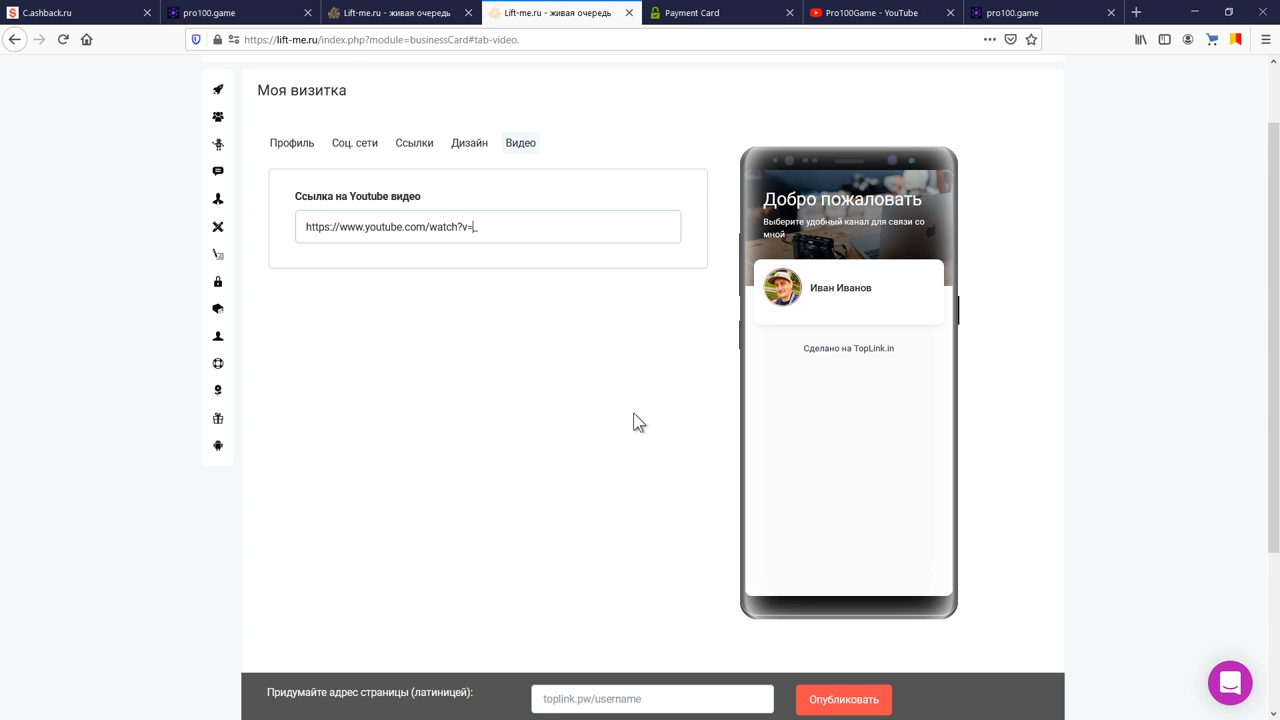 C.ashback.ru
pro100.game
Lift-me.ru - живая очередь
Lift-me.ru - живая очередь
Payment Card
Pro100Game - YouTube
pro100.game
https://lift-me.ru/index.php?module=businessCard#tab-video.
Моя визитка
Профиль Соц. сети Ссылки Дизайн Видео
Ссылка на Youtube видео
https://www.youtube.com/watch?v=_
Добро пожаловать
Выберите удобный канал для связи со
мной
Иван Иванов
Сделано на TopLink.in
Придумайте адрес страницы (латиницей):
toplink.pw/username
Опубликовать